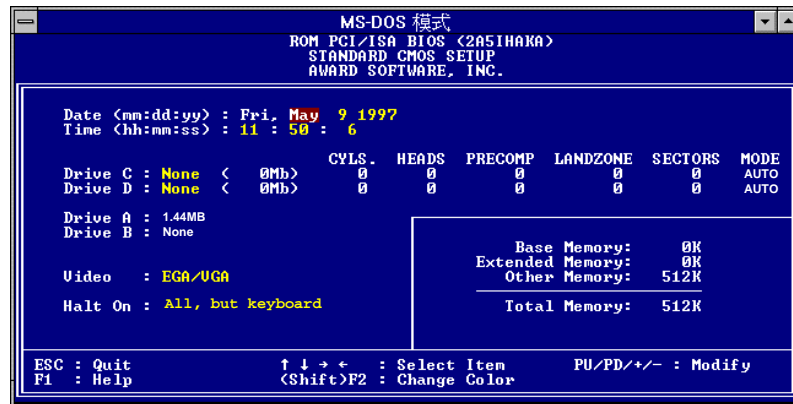 MS-DOS 模式
ROM PCI/ISA BIOS (2A5IHAKA)
STANDARD CMOS SETUP
AWARD SOFTWARE, INC.
Date (mm:dd:yy) : Fri, May 9 1997
Time (hh:mm:ss) : 11 : 50 : 6
CYLS. HEADS PRECOMP LANDZONE SECTORS MODE
Drive C : None ( 0Mb) 0 0 0 0 0 AUTO
Drive D : None ( 0Mb) 0 0 0 0 0 AUTO
Drive A : 1.44MB
Drive B : None
Base Memory: 0K
Extended Memory: 0K
Video : EGA/VGA Other Memory: 512K
Halt On : All, but keyboard Total Memory: 512K
ESC : Quit ↑ ↓ → ← : Select Item PU/PD/+/- : Modify
F1 : Help (Shift)F2 : Change Color